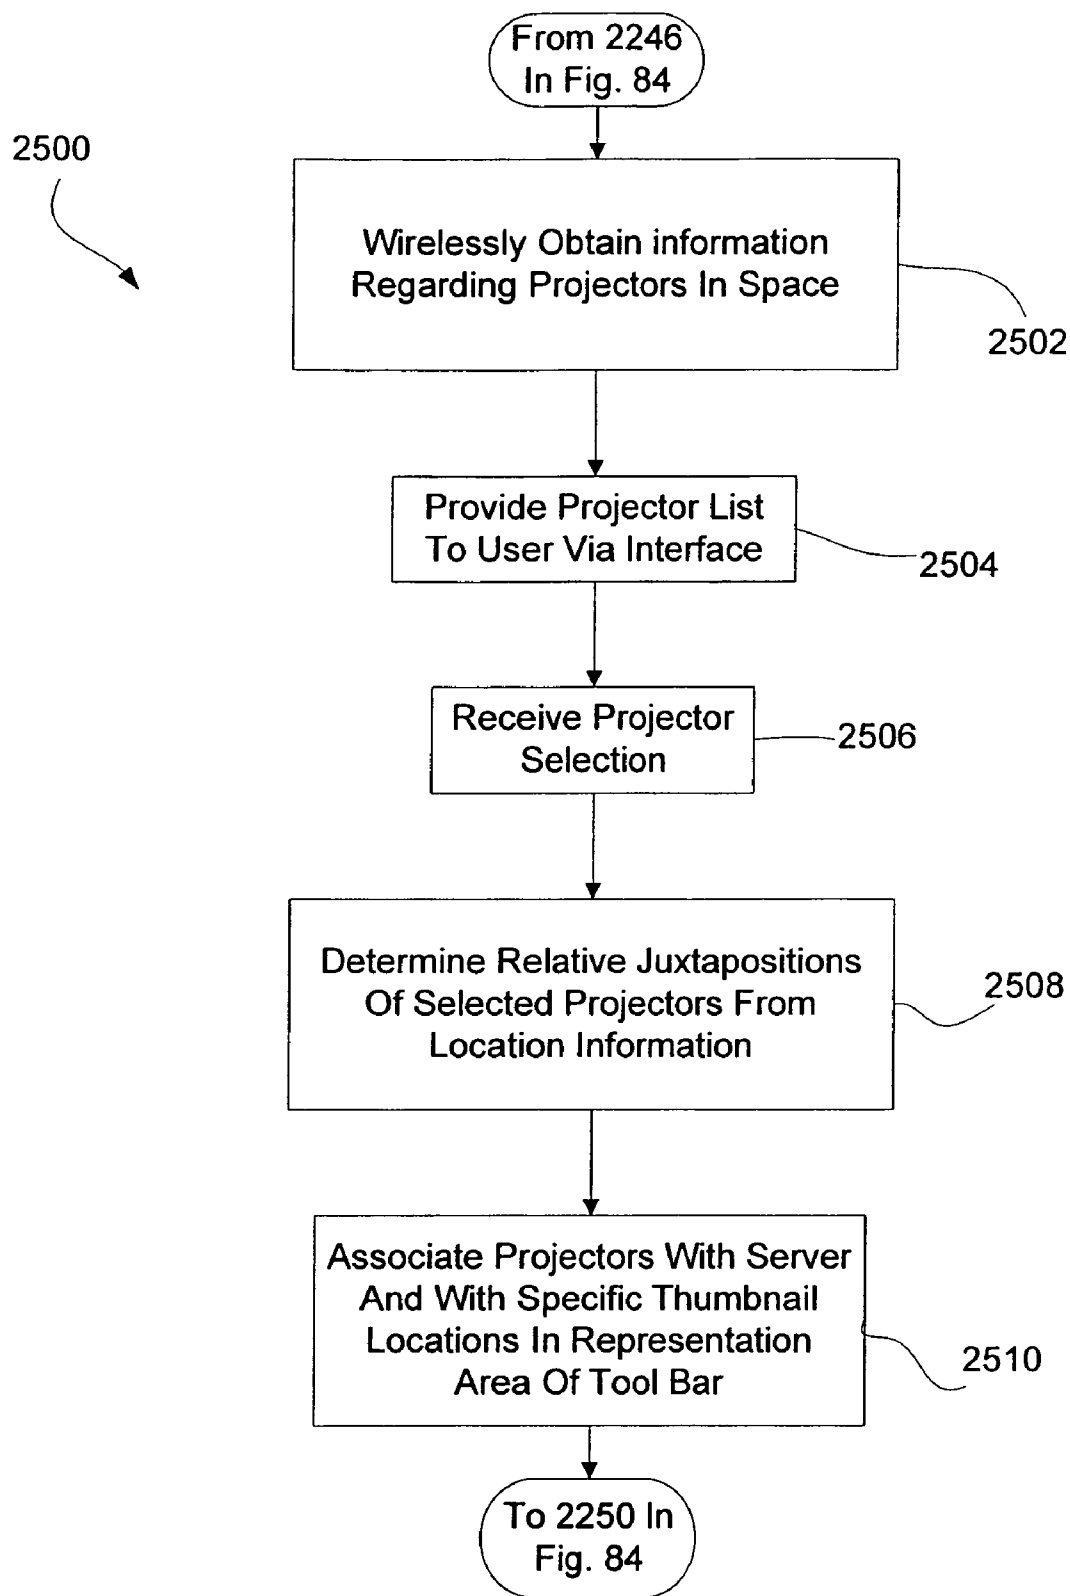 From 2246
In Fig. 84
2500
Wirelessly Obtain information
Regarding Projectors In Space
2502
Provide Projector List
To User Via Interface
2504
Receive Projector
Selection
2506
Determine Relative Juxtapositions
Of Selected Projectors From
Location Information
2508
Associate Projectors With Server
And With Specific Thumbnail
Locations In Representation
Area Of Tool Bar
2510
To 2250 In
Fig. 84